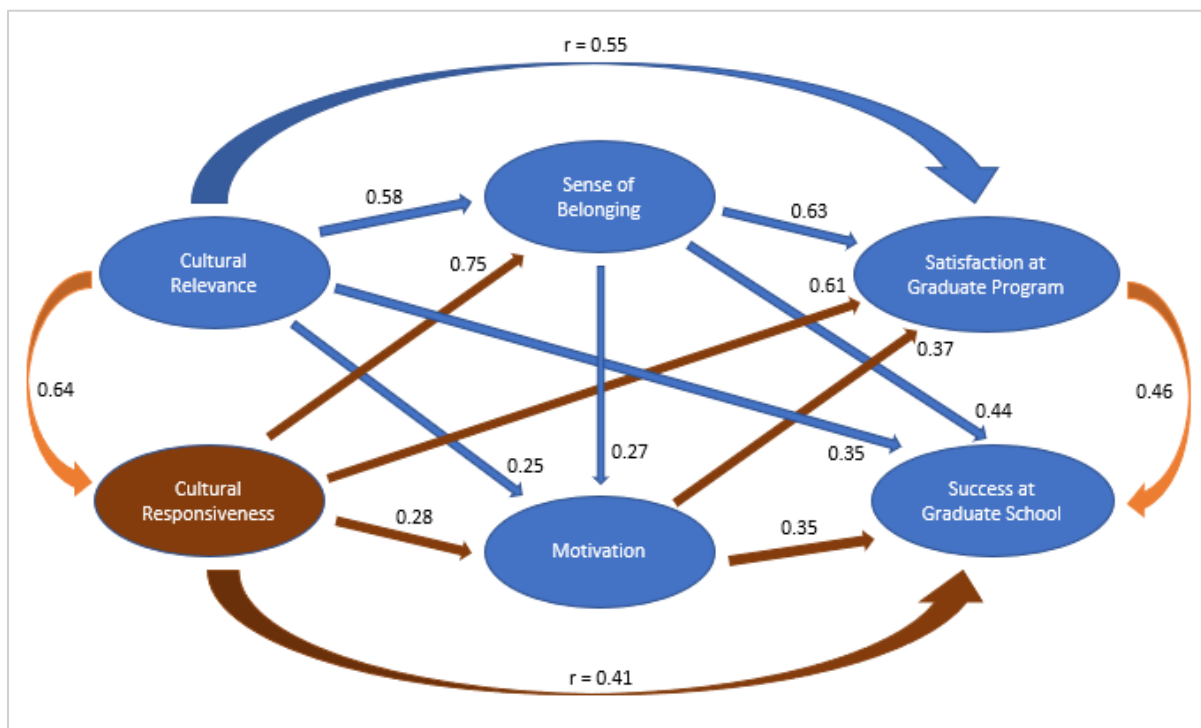 r = 0.55
Sense of
Belonging
0.58
0.63
Cultural
Relevance
0.75
Satisfaction at
Graduate Program
0.61
0.37
0.64
0.46
0.44
0.35
0.25
0.27
Cultural
Responsiveness
Success at
Graduate School
0.28
Motivation
0.35
r = 0.41